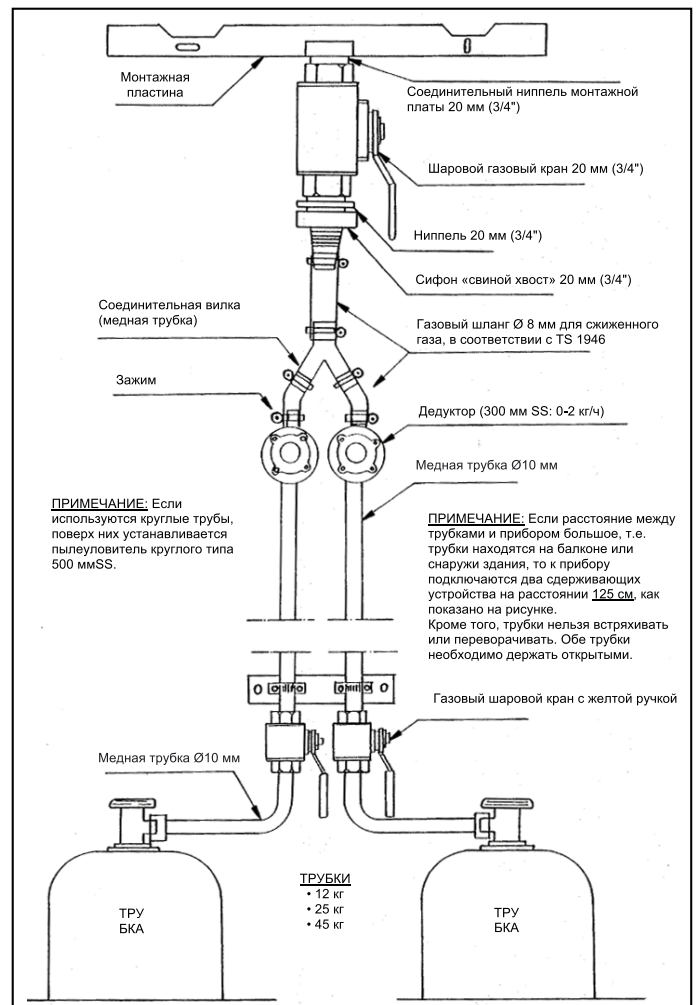 Монтажная
пластина
Соединительный ниппель монтажной
платы 20 мм (3/4")
Шаровой газовый кран 20 мм (3/4")
Ниппель 20 мм (3/4")
Сифон «свиной хвост» 20 мм (3/4")
Соединительная вилка
(медная трубка)
Газовый шланг Ø 8 мм для сжиженного
газа, в соответствии с TS 1946
Зажим
Дедуктор (300 мм SS: 0-2 кг/ч)
Медная трубка Ø10 мм
ПРИМЕЧАНИЕ: Если
используются круглые трубы,
поверх них устанавливается
пылеуловитель круглого типа
500 ммSS.
ПРИМЕЧАНИЕ: Если расстояние между
трубками и прибором большое, т.е.
трубки находятся на балконе или
снаружи здания, то к прибору
подключаются два сдерживающих
устройства на расстоянии 125 см, как
показано на рисунке.
Кроме того, трубки нельзя встряхивать
или переворачивать. Обе трубки
необходимо держать открытыми.
Газовый шаровой кран с желтой ручкой
Медная трубка Ø10 мм
ТРУБКИ
• 12 кг
• 25 кг
• 45 кг
ТРУ
БКА
ТРУ
БКА